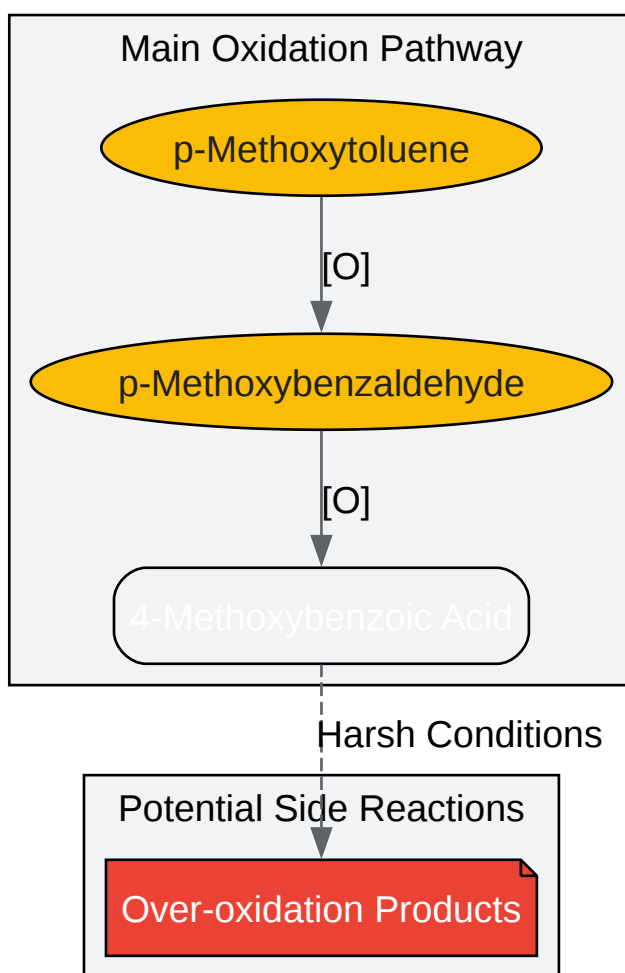 Main Oxidation Pathway
p-Methoxytoluene
[O]
p-Methoxybenzaldehyde
[O]
4-Methoxybenzoic Acid
Harsh Conditions
Potential Side Reactions
Over-oxidation Products